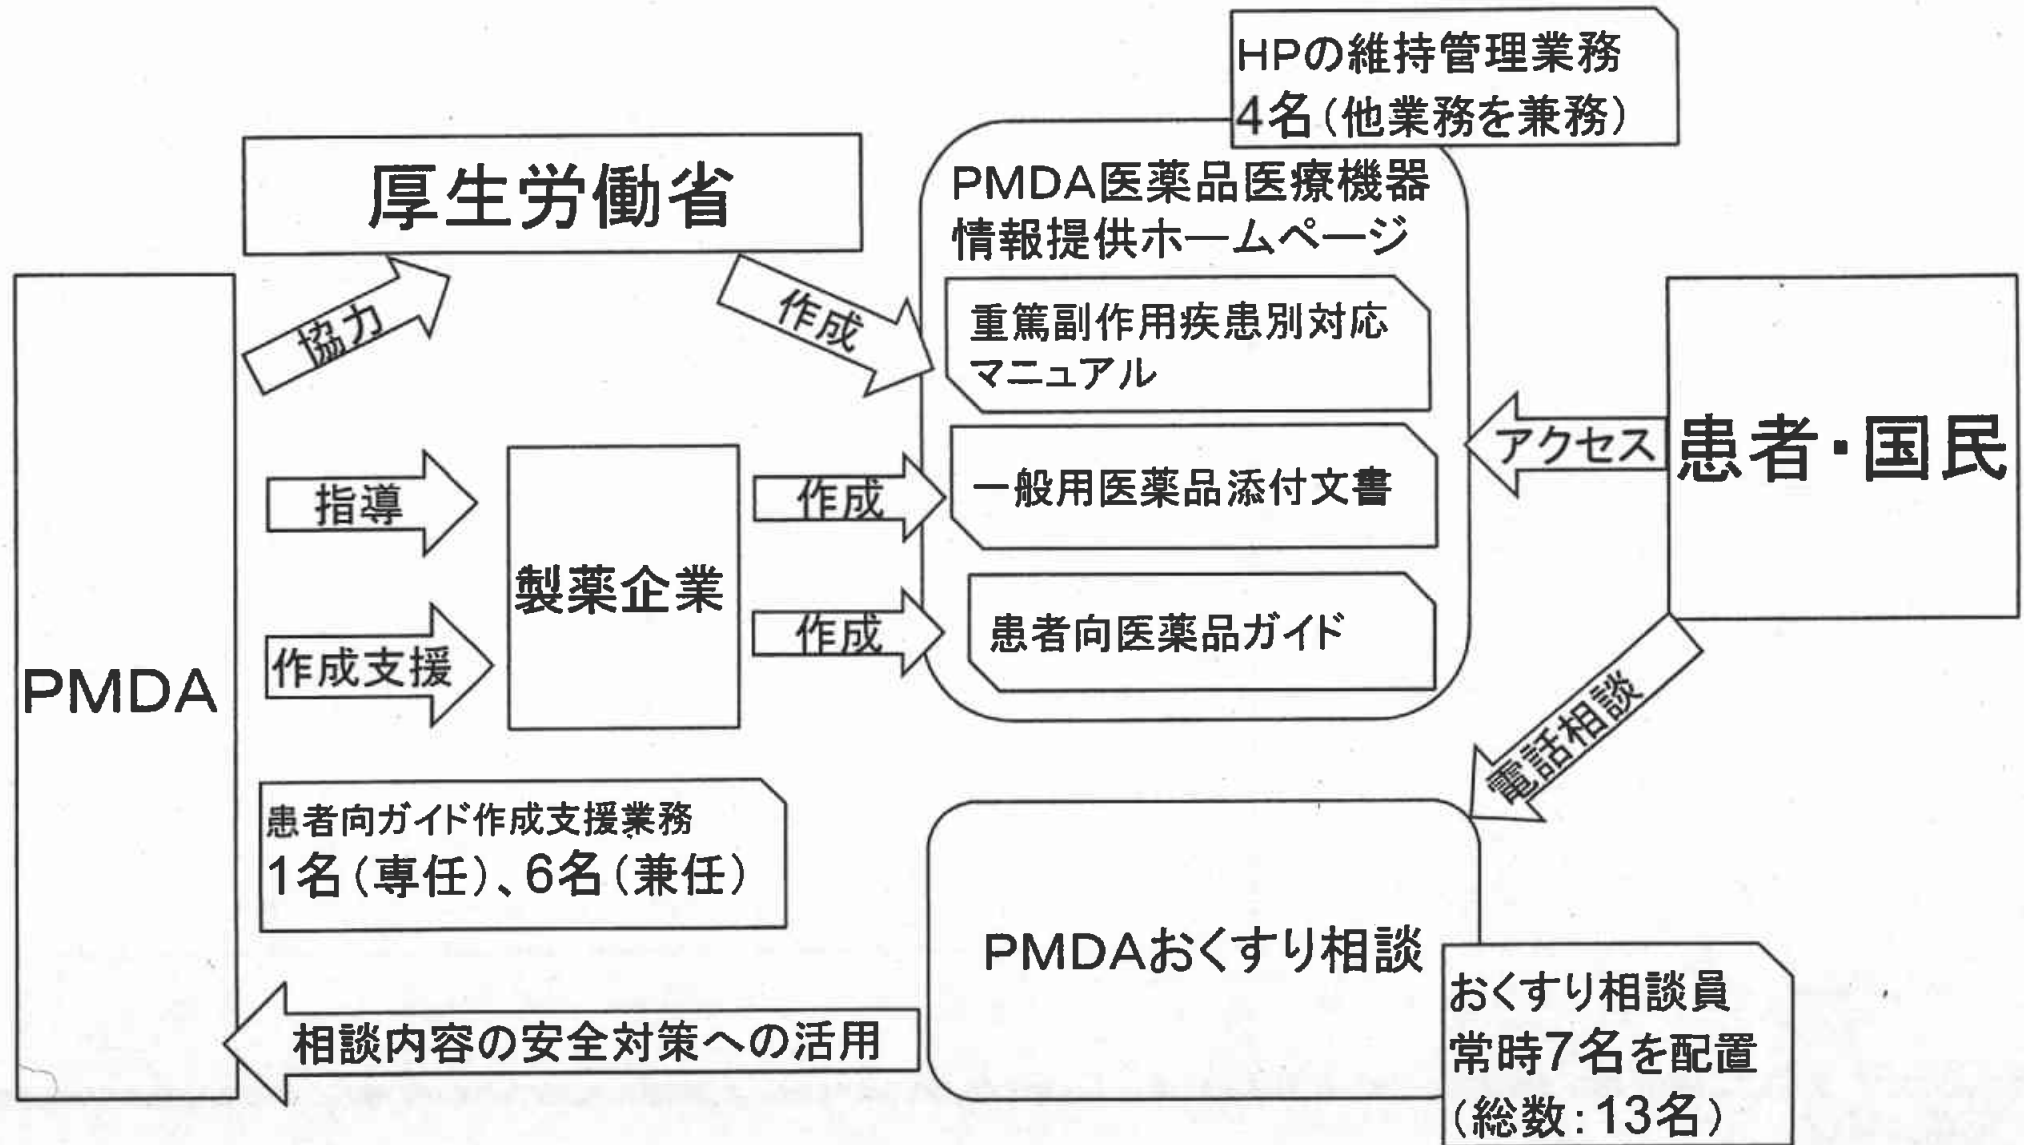 HPの維持管理業務
4名(他業務を兼務)
厚生労働省
PMDA医薬品医療機器
情報提供ホームページ
協力
作成
重篤副作用疾患別対応
マニュアル
アクセス
患者・国民
指導
作成
一般用医薬品添付文書
製薬企業
作成支援
作成
患者向医薬品ガイド
PMDA
電話相談
患者向ガイド作成支援業務
1名(専任)、6名(兼任)
PMDAおくすり相談
相談内容の安全対策への活用
おくすり相談員
常時7名を配置
(総数:13名)